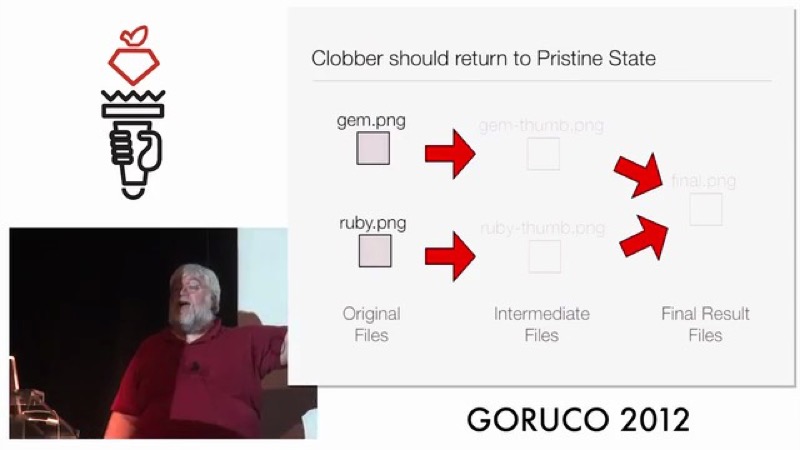 Clobber should return to Pristine State
gem.png
gem-thumb.png
final.png
ruby.png
ruby-thumb.png
Original
Files
Intermediate
Files
Final Result
Files
GORUCO 2012